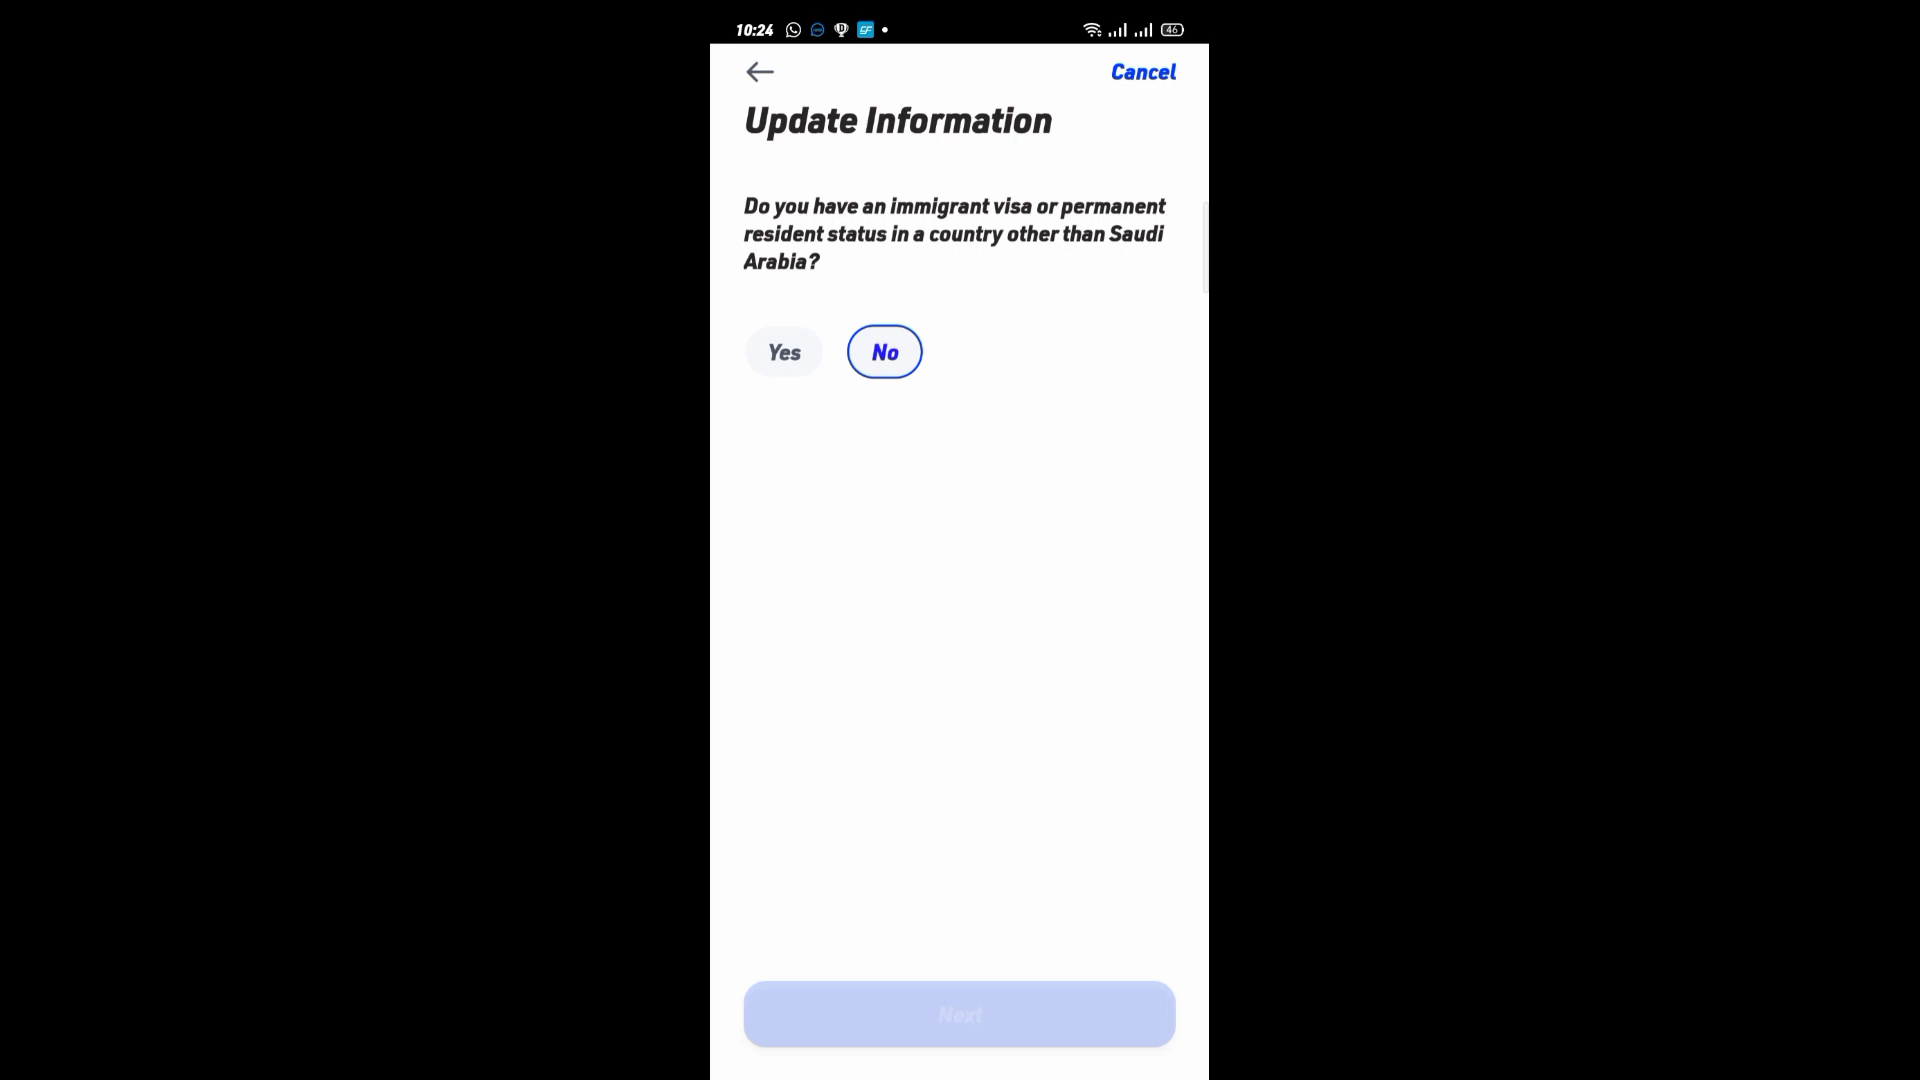 10:24
46
Cancel
Update Information
Do you have an immigrant visa or permanent
resident status in a country other than Saudi
Arabia?
Yes No
Next